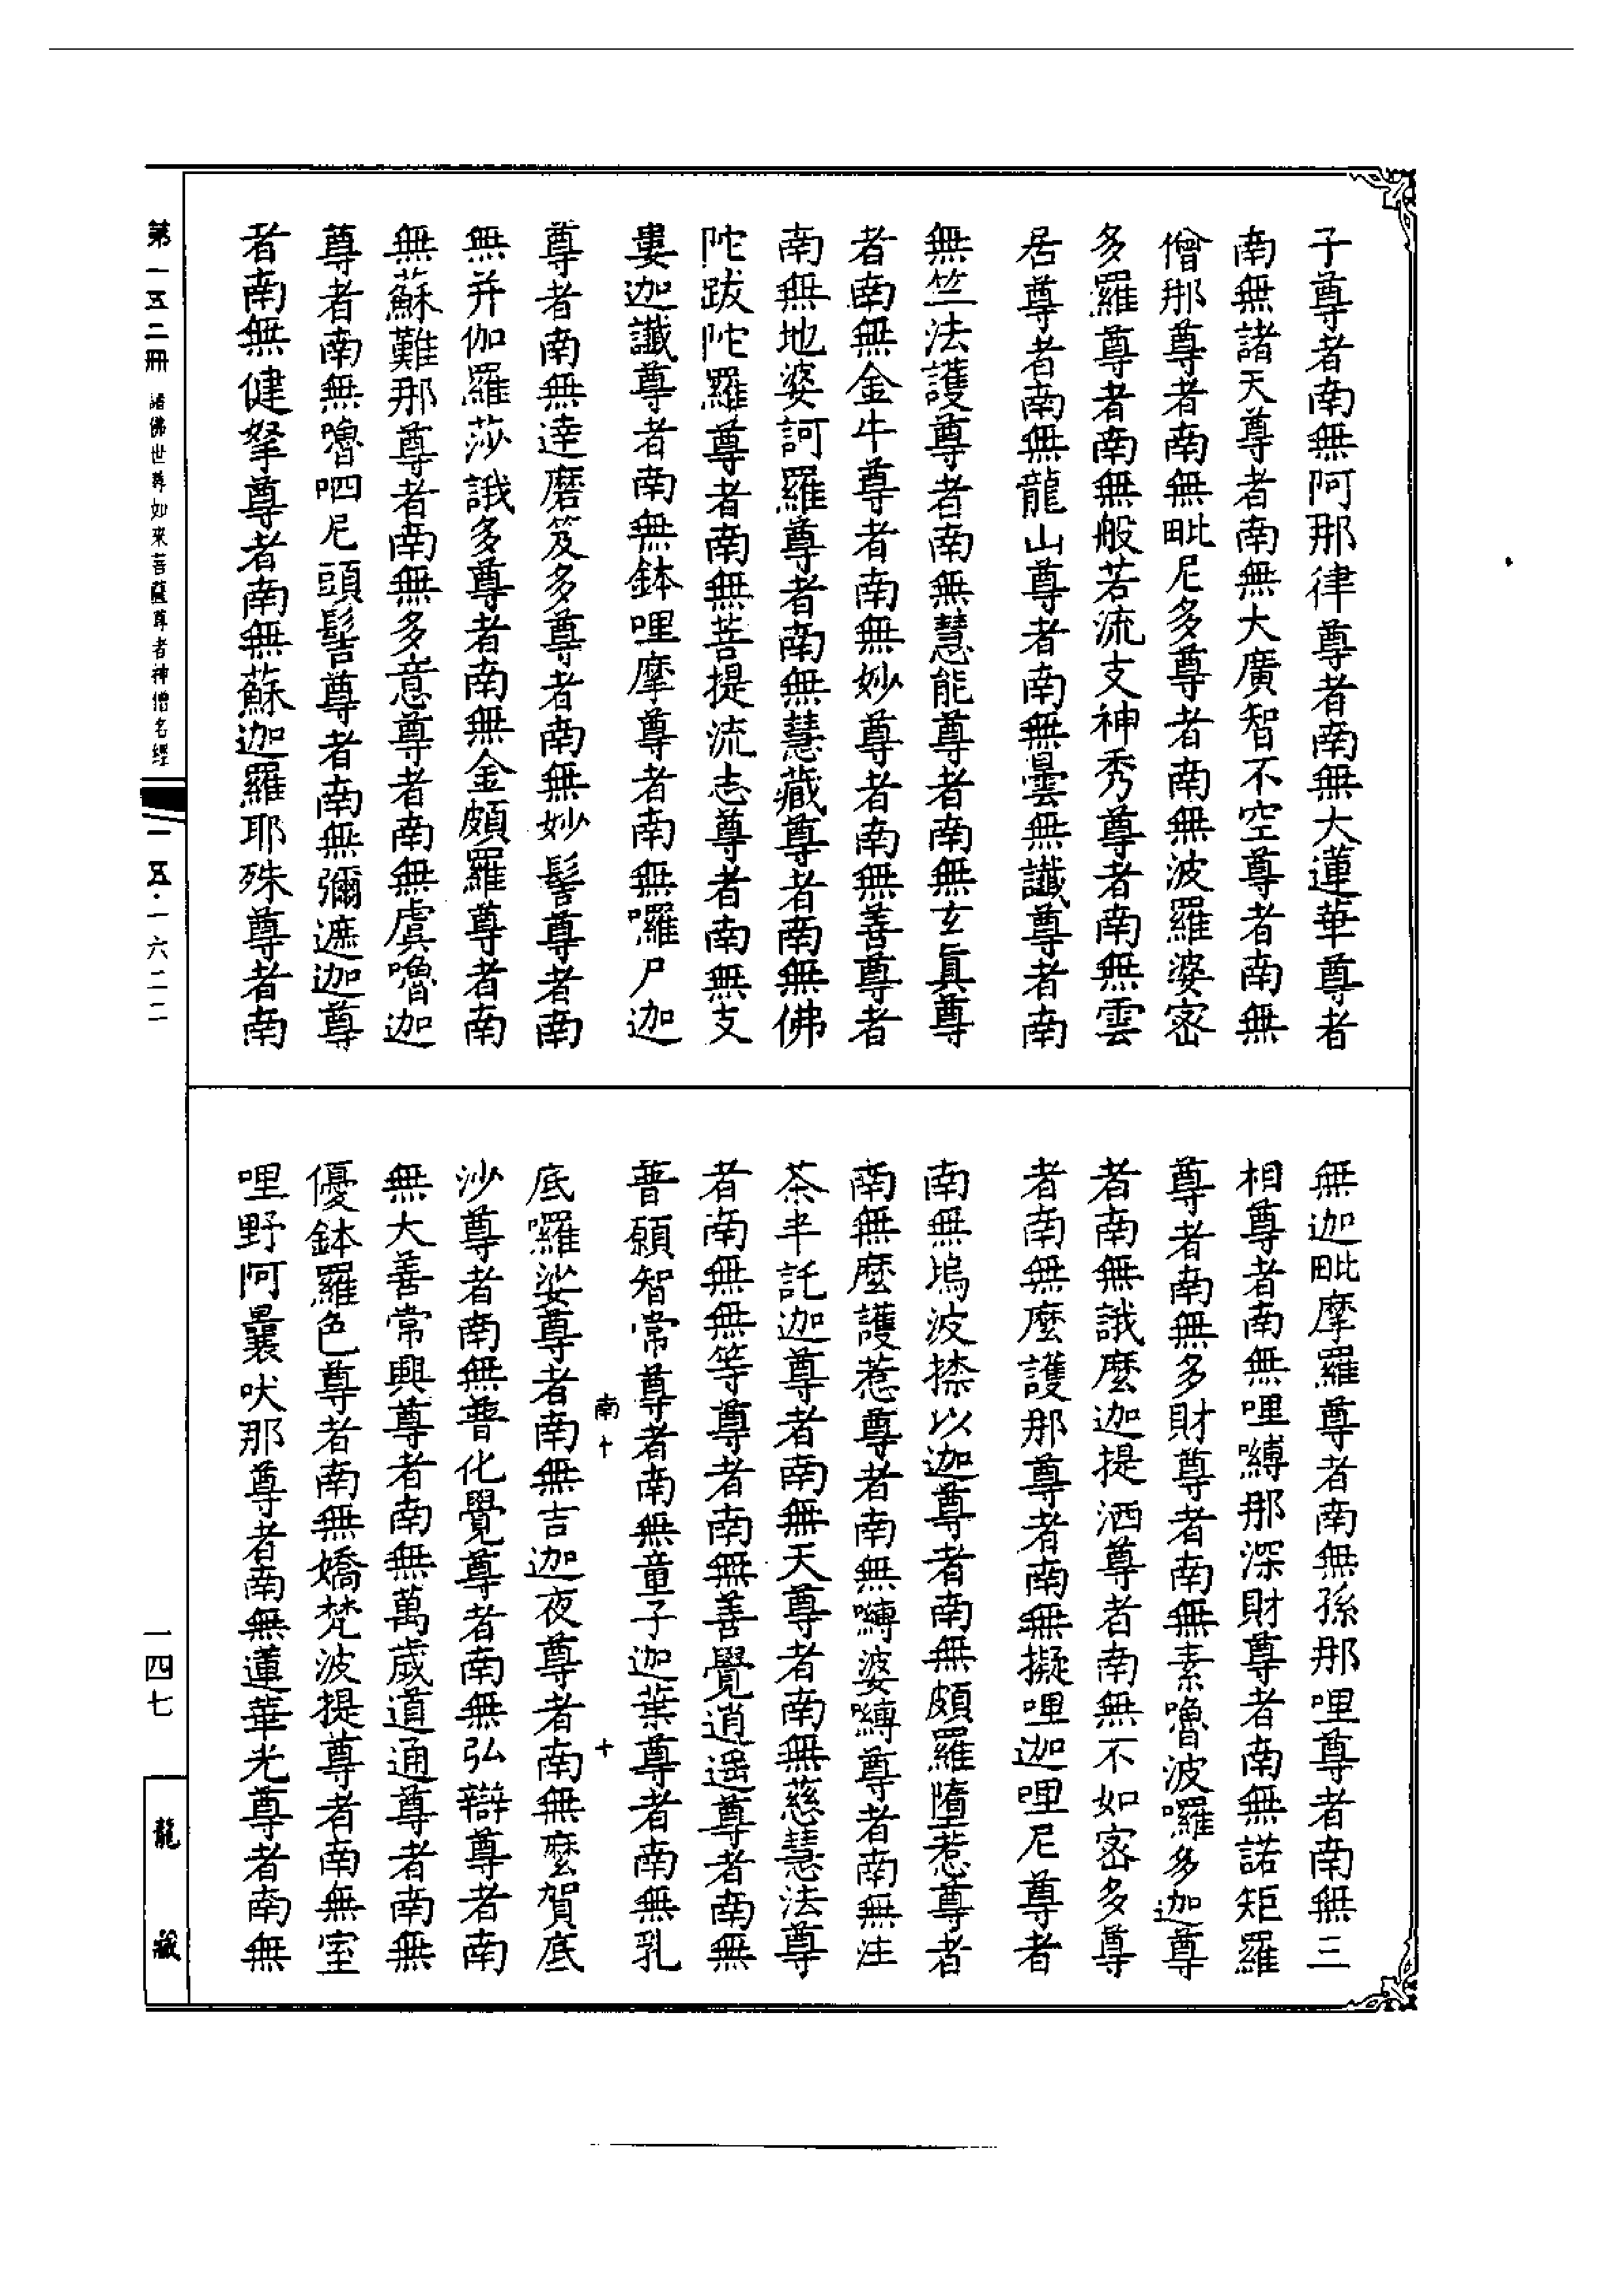 子尊者南無阿那律尊者南無大蓮華尊者
南無諸天尊者南無大廣智不空尊者南無
僧那尊者南無毗尼多尊者南無波羅婆密
多羅尊者南無般若流支神秀尊者南無雲
居尊者南無龍山尊者南無曇無讖尊者南
無竺法護尊者南無慧能尊者南無玄真尊
者南無金牛尊者南無妙尊者南無善尊者
南無地婆訶羅尊者南無慧藏尊者南無佛
陀跋陀羅尊者南無菩提流志尊者南無支
婁迦讖尊者南無鉢哩摩尊者南無囉尸迦
尊者南無達磨笈多尊者南無妙髻尊者南
無并伽羅莎誐多尊者南無金頗羅尊者南
無蘇難那尊者南無多意尊者南無虞嚕迦
尊者南無嚕呬尼頭髻尊者南無彌遮迦尊
者南無健拏尊者南無蘇迦羅耶殊尊者南
無迦毗摩羅尊者南無孫那哩尊者南無三
相尊者南無哩嚩那深財尊者南無諾矩羅
尊者南無多財尊者南無素嚕波囉多迦尊
者南無誐麼迦提洒尊者南無不如密多尊
者南無麼護那尊者南無擬哩迦哩尼尊者
南無塢波㮈以迦尊者南無頗羅墮惹尊者
南無麼護惹尊者南無嚩婆嚩尊者南無注
茶半託迦尊者南無天尊者南無慈慧法尊
者南無無等尊者南無善覺逍遥尊者南無
普願智常尊者南無童子迦葉尊者南無乳
南十 十
底囉娑尊者南無吉迦夜尊者南無麼賀底
沙尊者南無普化覺尊者南無弘辯尊者南
無大善常興尊者南無萬歲道通尊者南無
優鉢羅色尊者南無嬌梵波提尊者南無室
哩野阿曩吠那尊者南無蓮華光尊者南無
第一五二冊 諸佛世尊如來菩薩尊者神僧名經 一五·一六二二
一四七
龍藏